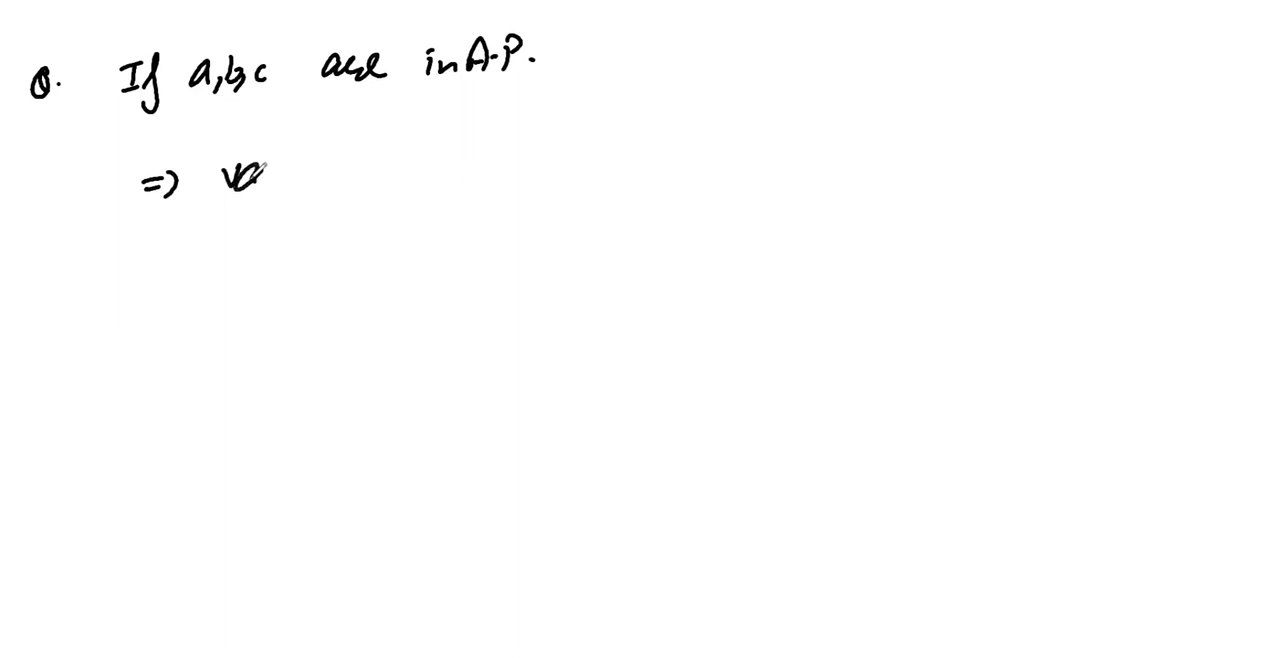 Q. If a,b,c are in A.P.
=>